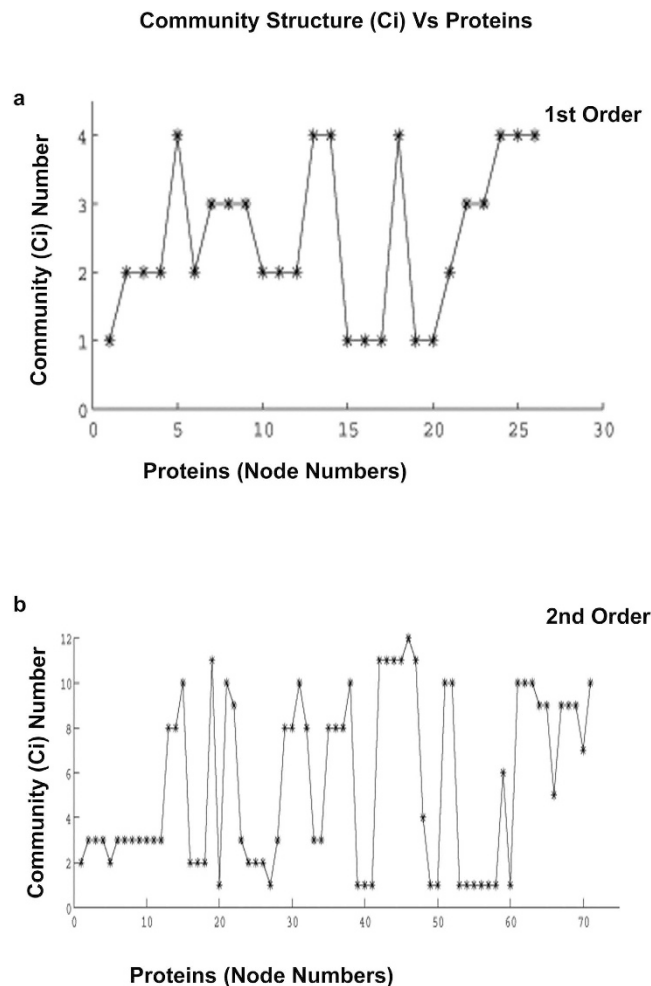 Community Structure (Ci) Vs Proteins
a
1st Order
Community (Ci) Number
4
3
2
1
0
0 5 10 15 20 25 30
Proteins (Node Numbers)
b
2nd Order
Community (Ci) Number
12
10
8
6
4
2
0
0 10 20 30 40 50 60 70
Proteins (Node Numbers)